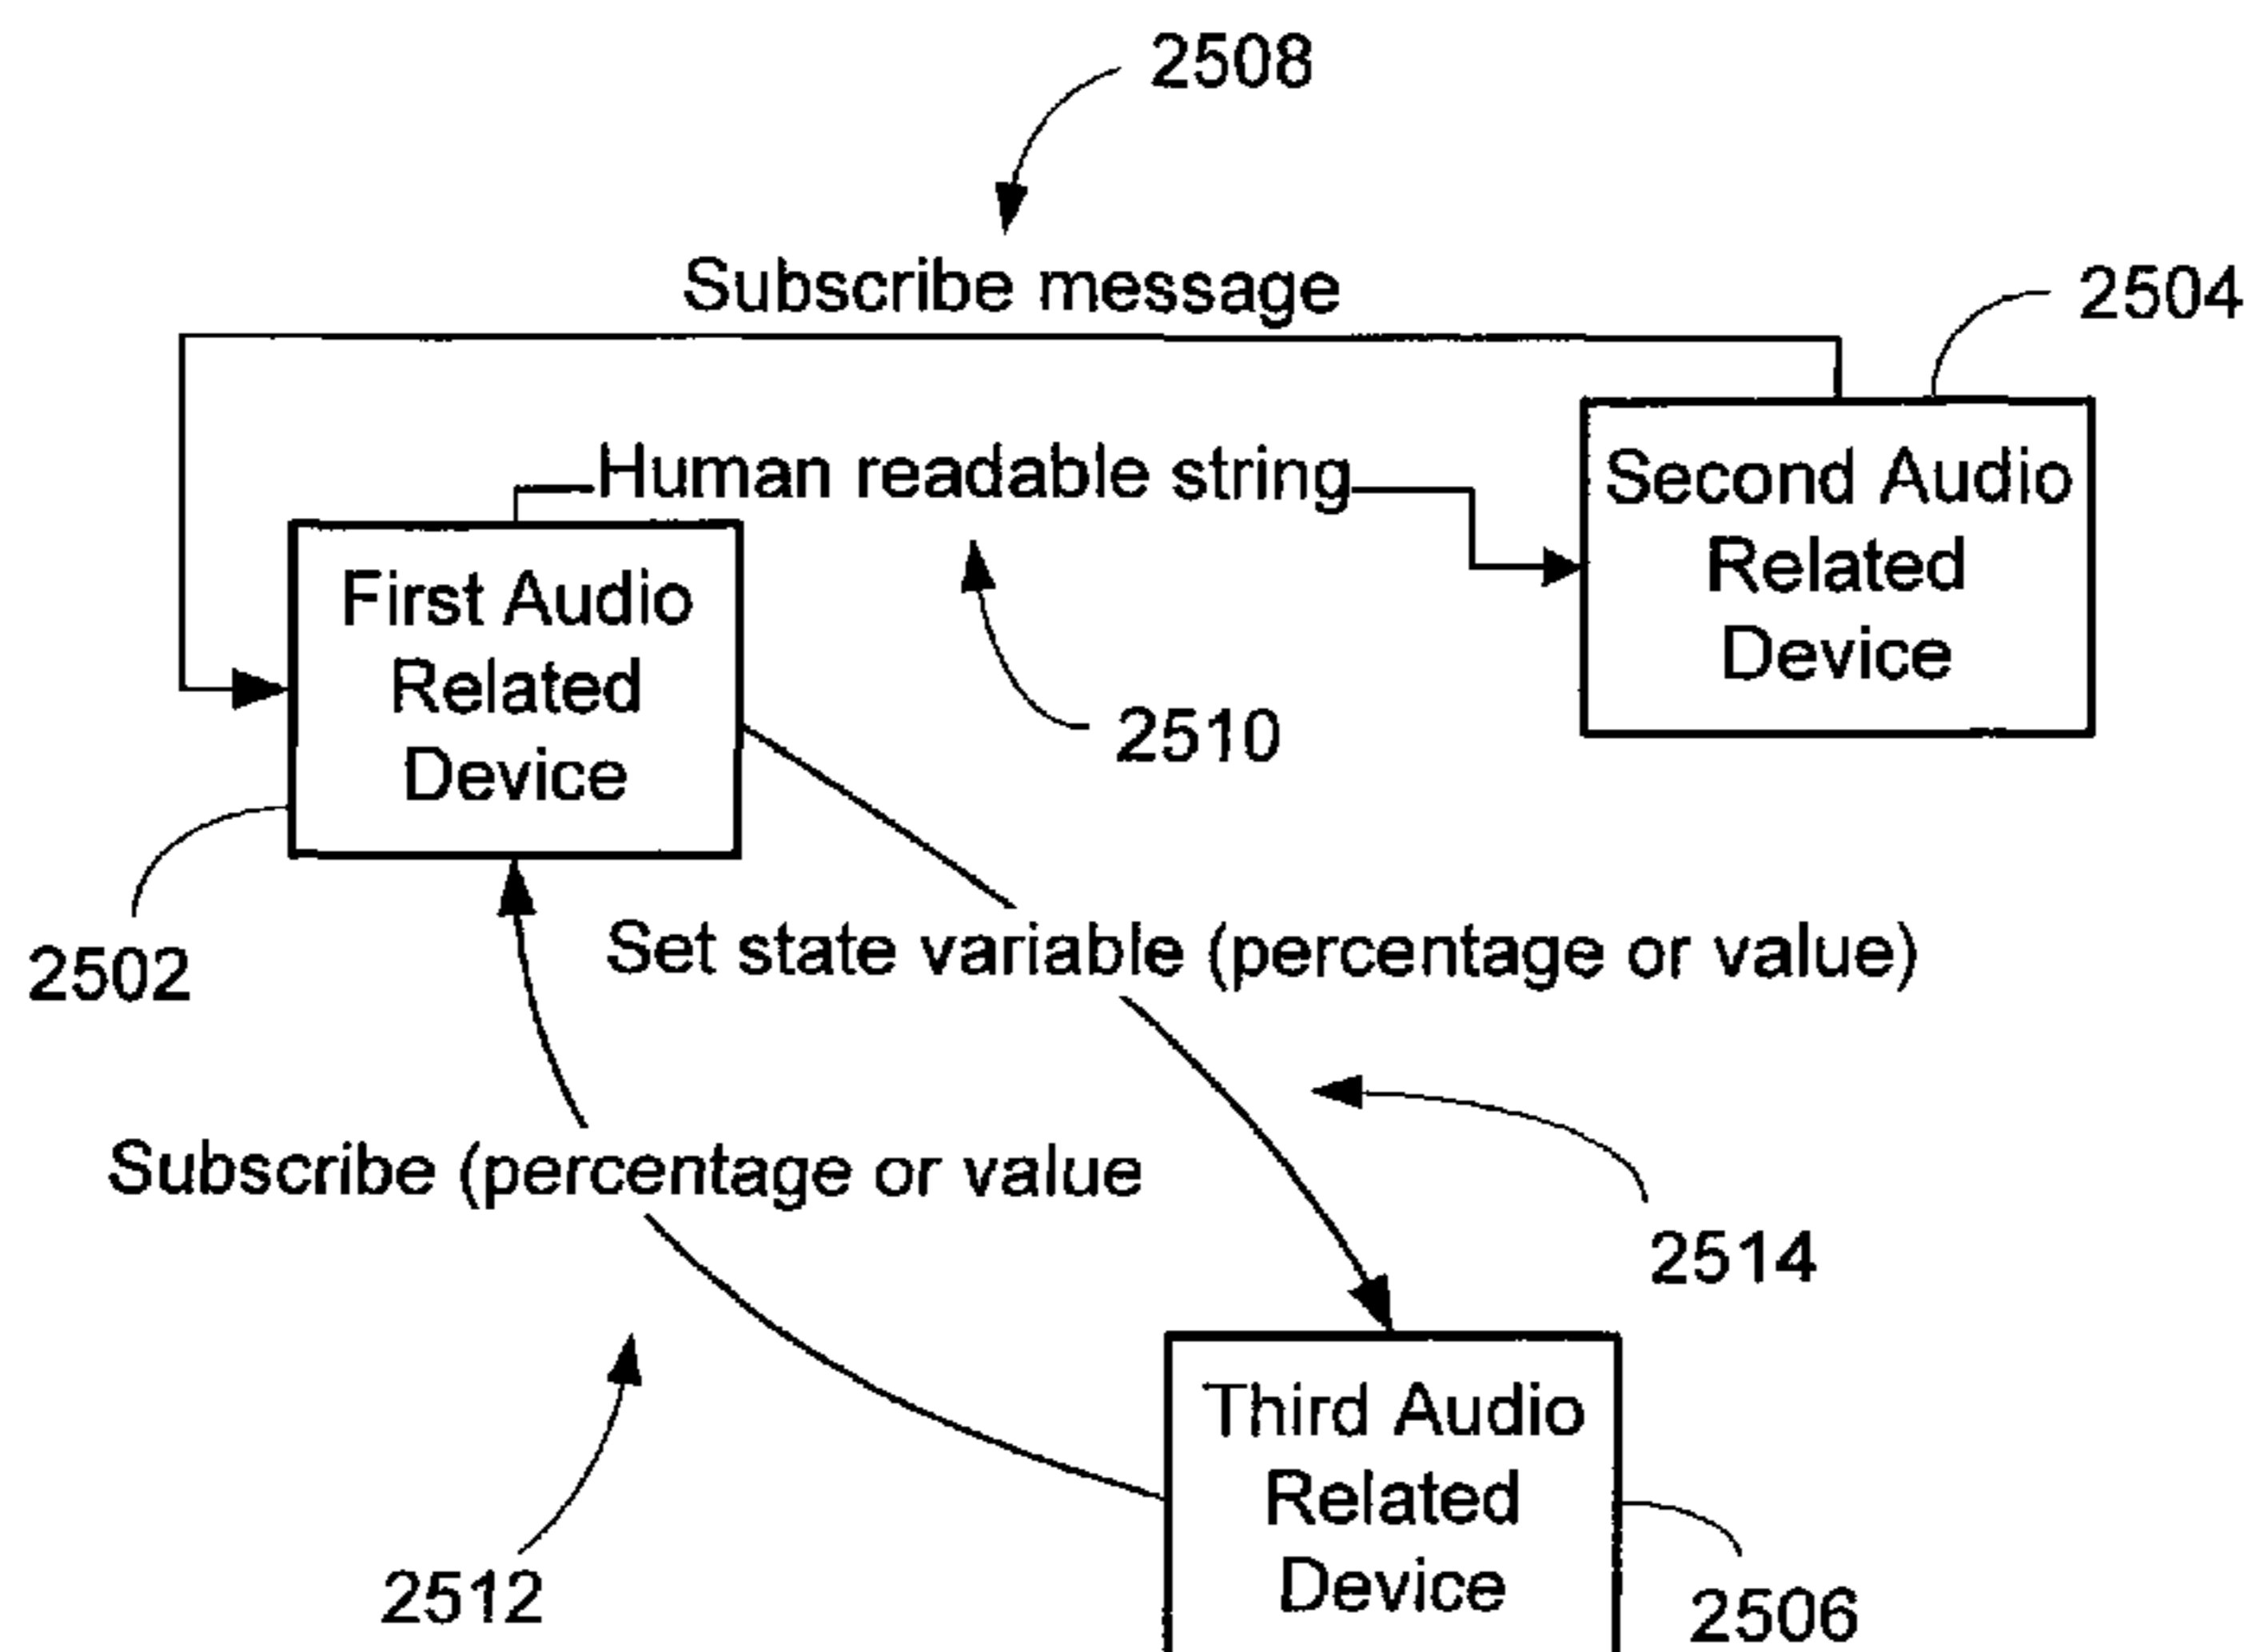 2508
Subscribe message
2504
Human readable string
Second Audio
Related
Device
First Audio
Related
Device
2510
2502
Set state variable (percentage or value)
Subscribe (percentage or value
2514
Third Audio
Related
Device
2512
2506